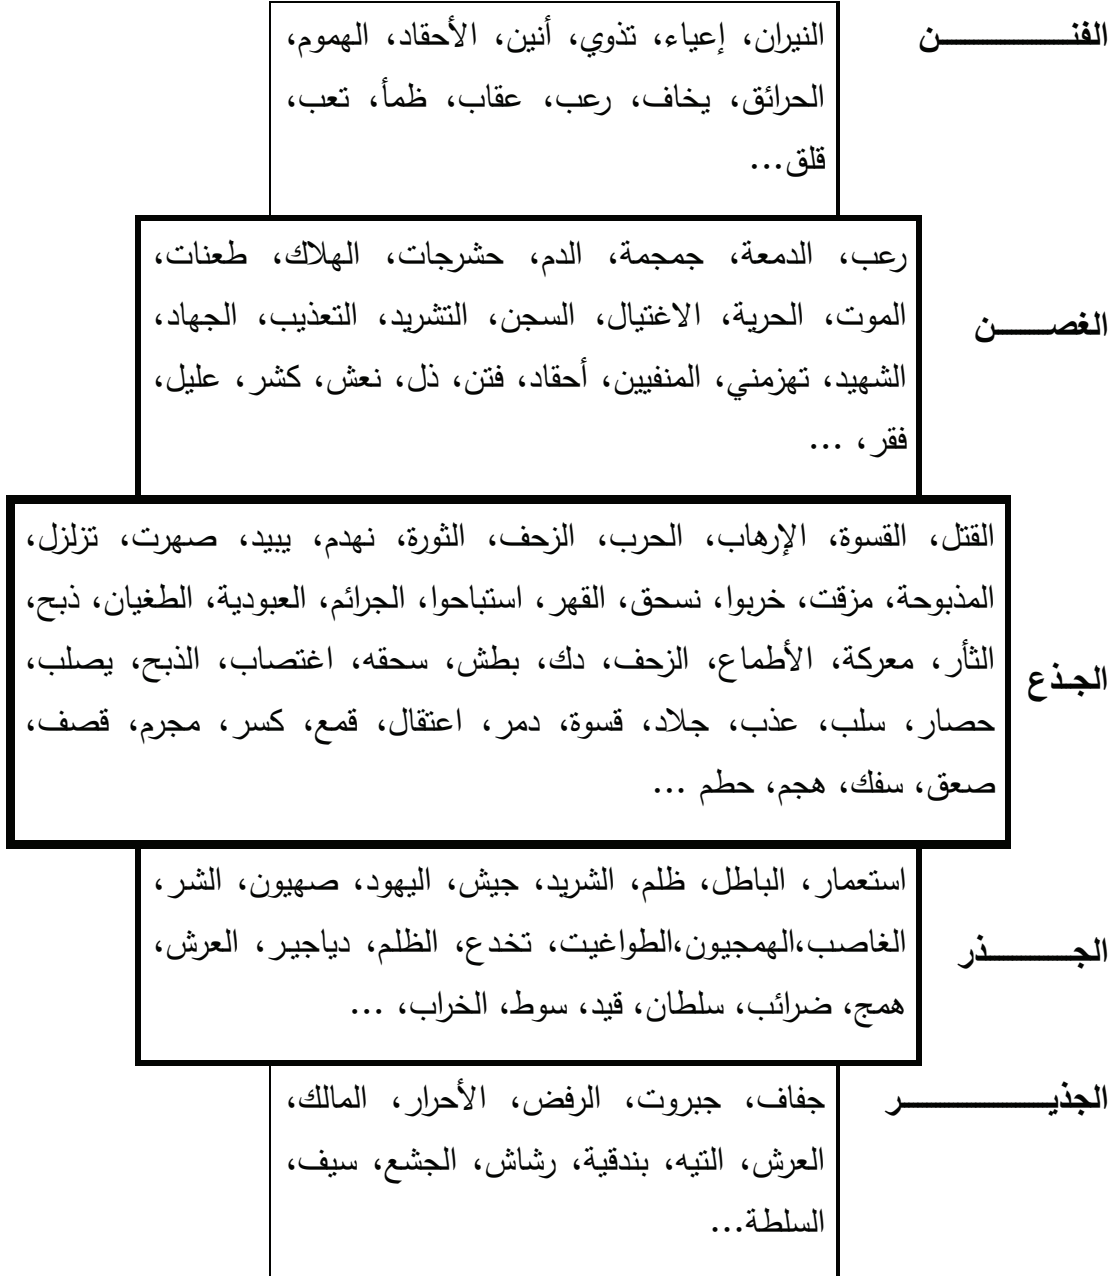 الفنن
النيران، إعياء، تذوي، أنين، الأحقاد، الهموم،
الحرائق، يخاف، رعب، عقاب، ظمأ، تعب،
قلق...
الغصن
رعب، الدمعة، جمجمة، الدم، حشرجات، الهلاك، طعنات،
الموت، الحرية، الاغتيال، السجن، التشريد، التعذيب، الجهاد،
الشهيد، تهزمني، المنفيين، أحقاد، فتن، ذل، نعش، كشر، عليل،
فقر، ...
الجذع
القتل، القسوة، الإرهاب، الحرب، الزحف، الثورة، نهدم، يبيد، صهرت، تزلزل،
المذبوحة، مزقت، خربوا، نسحق، القهر، استباحوا، الجرائم، العبودية، الطغيان، ذبح،
الثأر، معركة، الأطماع، الزحف، دك، بطش، سحقه، اغتصاب، الذبح، يصلب،
حصار، سلب، عذب، جلاد، قسوة، دمر، اعتقال، قمع، كسر، مجرم، قصف،
صعق، سفك، هجم، حطم ...
الجذر
استعمار، الباطل، ظلم، الشريد، جيش، اليهود، صهيون، الشر،
الغاصب،الهمجيون،الطواغيت، تخدع، الظلم، دياجير، العرش،
همج، ضرائب، سلطان، قيد، سوط، الخراب، ...
الجذير
جفاف، جبروت، الرفض، الأحرار، المالك،
العرش، التيه، بندقية، رشاش، الجشع، سيف،
السلطة...